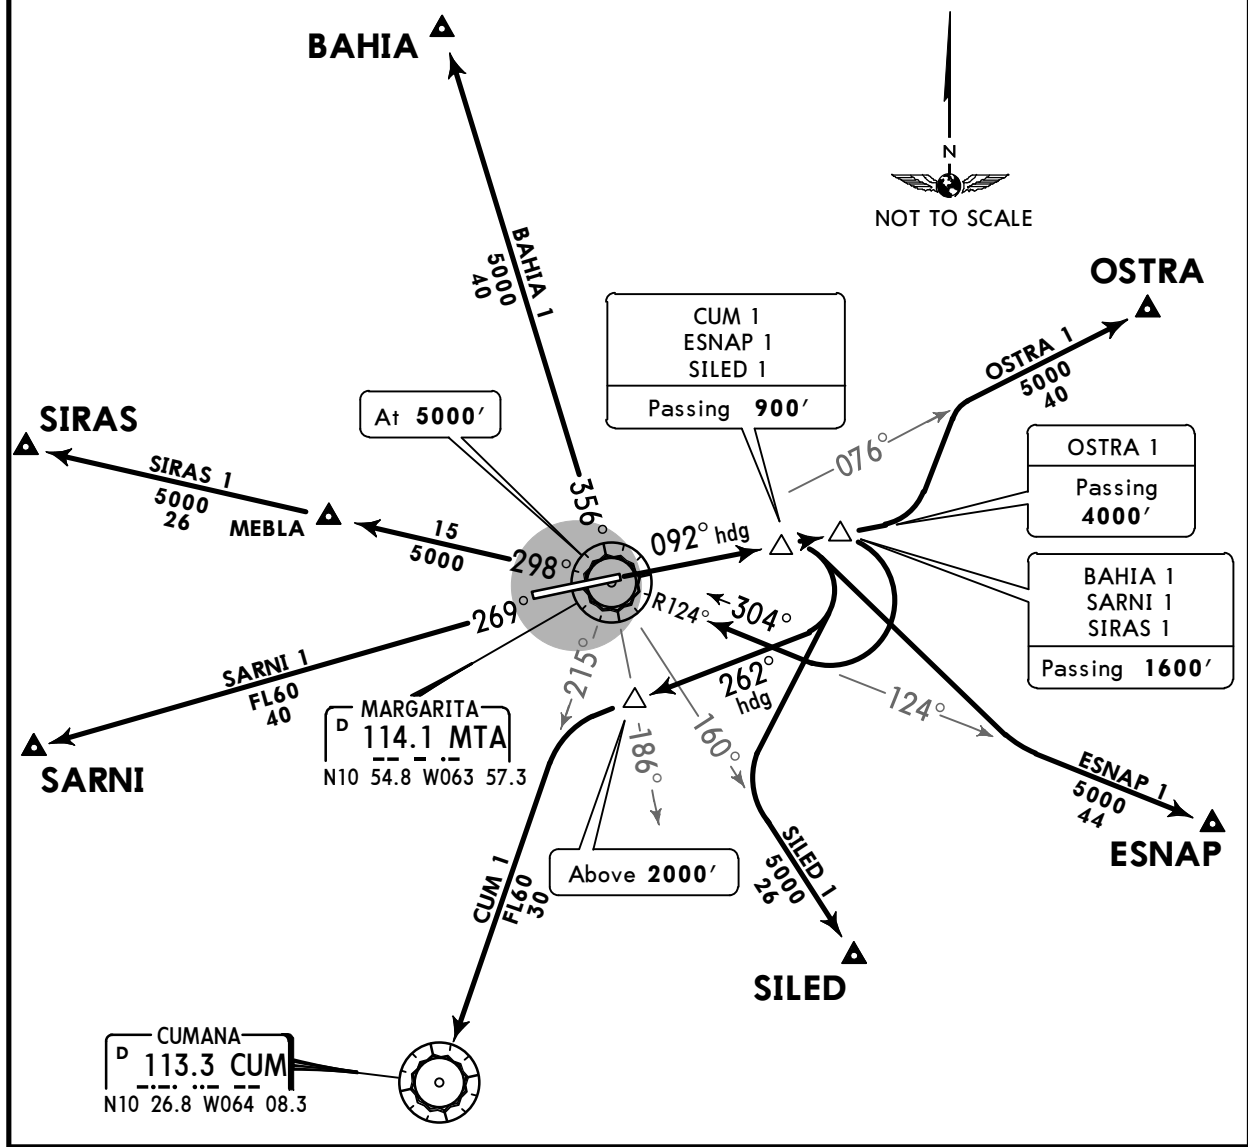 BAHIA
N
NOT TO SCALE
OSTRA
BAHIA 1
5000
40
CUM 1
ESNAP 1
SILED 1
Passing 900′
OSTRA 1
5000
40
At 5000′
SIRAS
SIRAS 1
5000
26
MEBLA
15
5000
298°
356°
092° hdg
076°
OSTRA 1
Passing
4000′
BAHIA 1
SARNI 1
SIRAS 1
Passing 1600′
269°
R124°
304°
SARNI 1
FL60
40
SARNI
215°
262°
hdg
124°
MARGARITA
D 114.1 MTA
N10 54.8 W063 57.3
186°
160°
ESNAP 1
5000
44
ESNAP
Above 2000′
CUM 1
FL60
30
SILED 1
5000
26
SILED
CUMANA
D 113.3 CUM
N10 26.8 W064 08.3